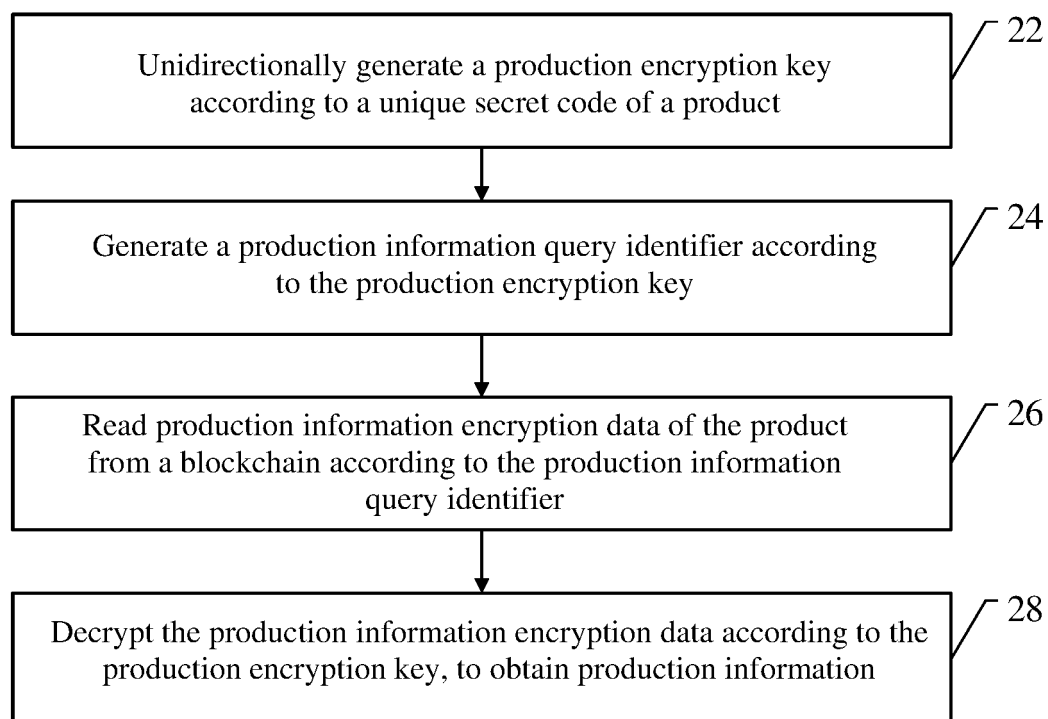 22
Unidirectionally generate a production encryption key
according to a unique secret code of a product
24
Generate a production information query identifier according
to the production encryption key
26
Read production information encryption data of the product
from a blockchain according to the production information
query identifier
28
Decrypt the production information encryption data according to the
production encryption key, to obtain production information